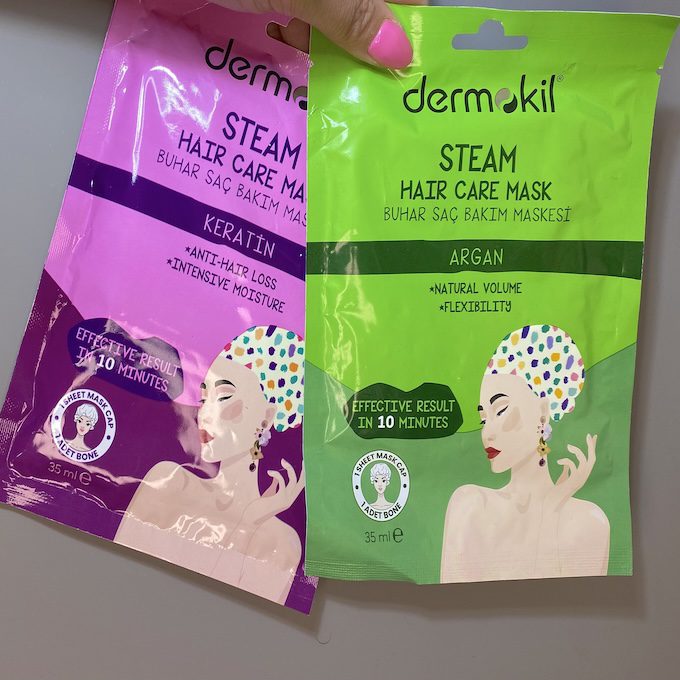 derm
STEAM
HAIR CARE MA
BUHAR SAÇ BAKIM MAS
KERATİN
*ANTI-HAIR LOSS
*INTENSIVE MOISTURE
EFFECTIVE RESULT
IN 10 MINUTES
1 SHEET MASK CAP
1 ADET BONE
35 ml e
dermokil®
STEAM
HAIR CARE MASK
BUHAR SAÇ BAKIM MASKESİ
ARGAN
*NATURAL VOLUME
*FLEXIBILITY
EFFECTIVE RESULT
IN 10 MINUTES
1 SHEET MASK CAP
1 ADET BONE
35 ml e